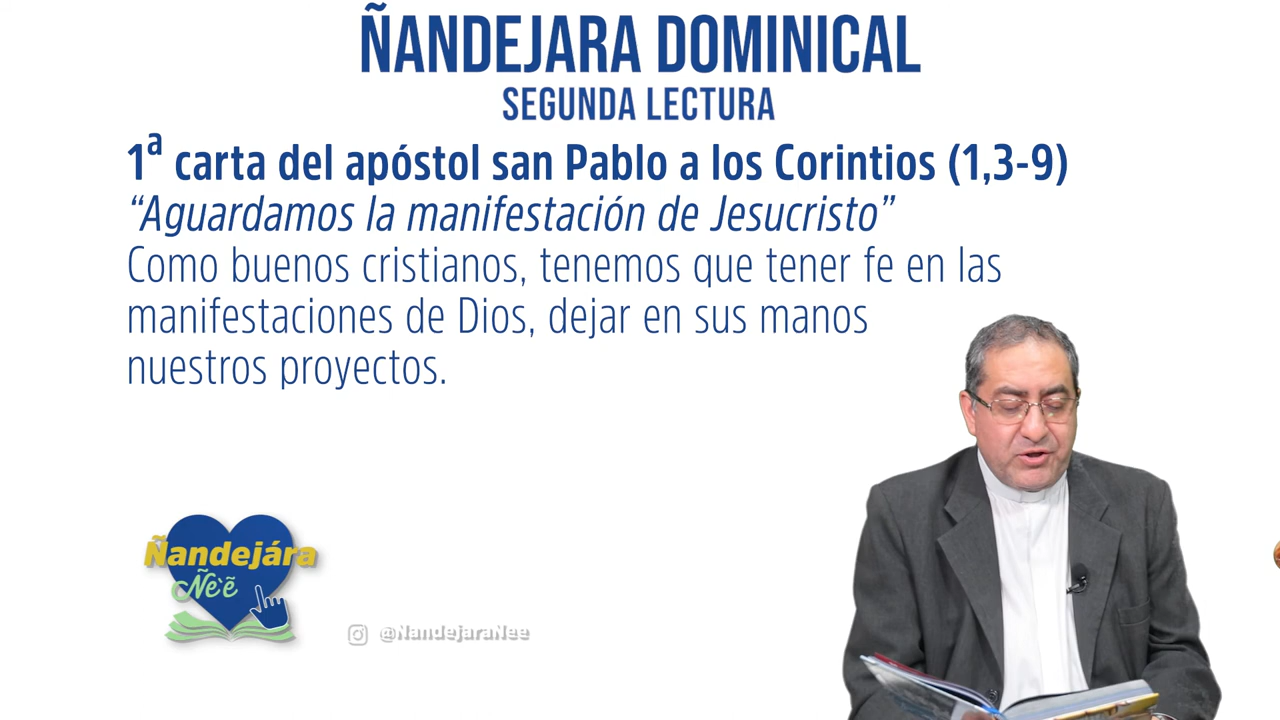 ÑANDEJARA DOMINICAL
SEGUNDA LECTURA
1ª carta del apóstol san Pablo a los Corintios (1,3-9)
“Aguardamos la manifestación de Jesucristo”
Como buenos cristianos, tenemos que tener fe en las
manifestaciones de Dios, dejar en sus manos
nuestros proyectos.
Ñandejára
Ñe'ẽ
@NandejaraNee